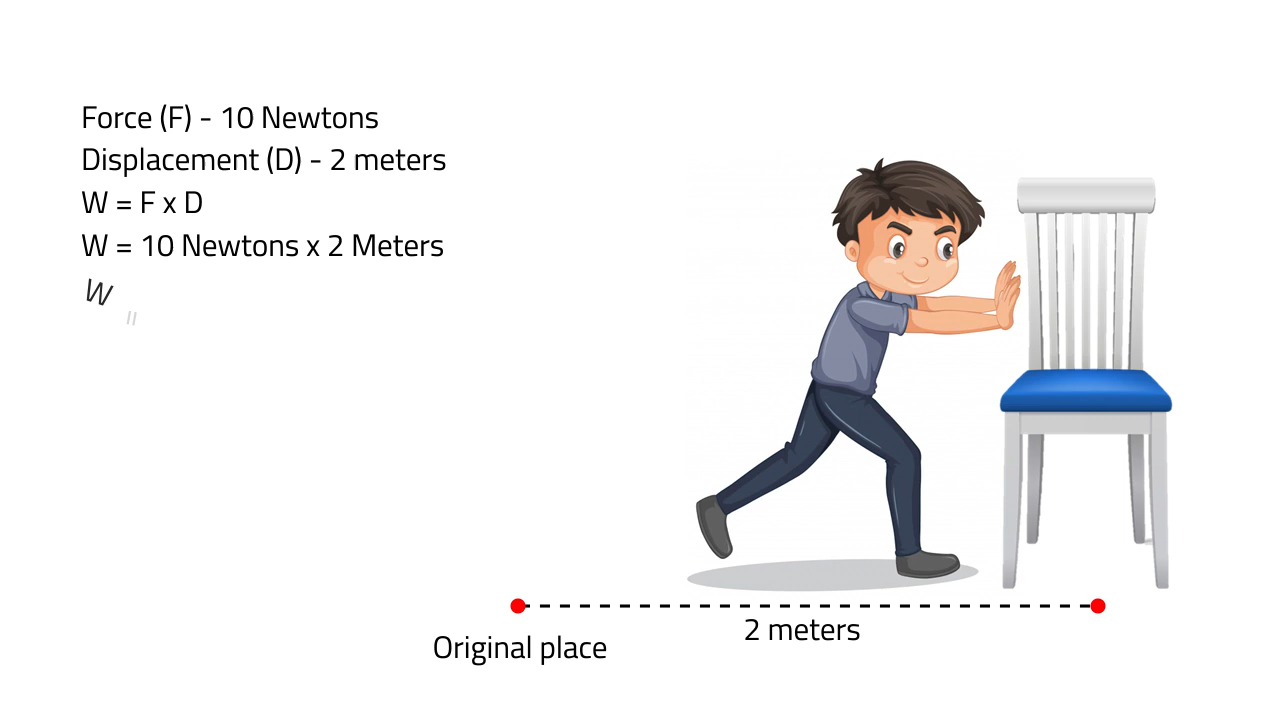 Force (F) - 10 Newtons
Displacement (D) - 2 meters
W = F x D
W = 10 Newtons x 2 Meters
W =
2 meters
Original place